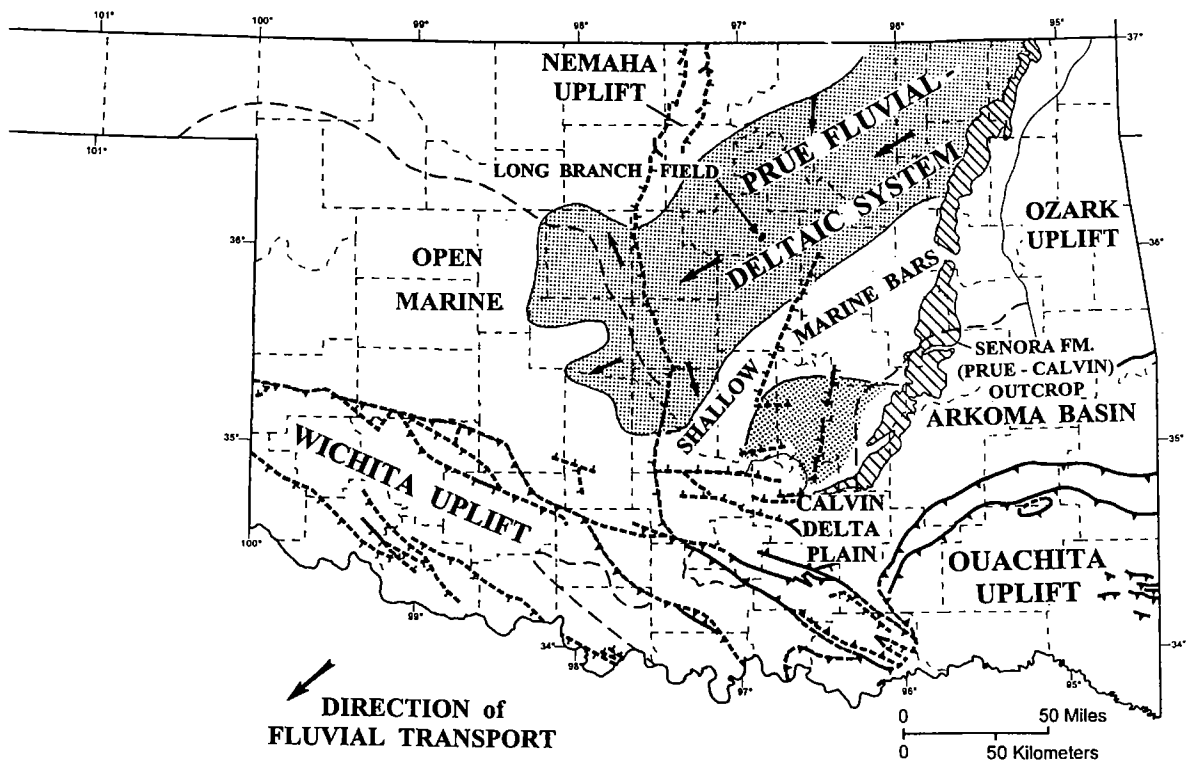 101°
100°
99°
98°
97°
96°
95°
37°
NEMAHA
UPLIFT
PRUE FLUVIAL -
DELTAIC SYSTEM
101°
100°
LONG BRANCH FIELD
OZARK
UPLIFT
36°
36°
OPEN
MARINE
SHALLOW MARINE BARS
SENORA FM.
(PRUE - CALVIN)
OUTCROP
ARKOMA BASIN
35°
35°
WICHITA UPLIFT
CALVIN
DELTA
PLAIN
100°
OUACHITA
UPLIFT
99°
34°
98°
34°
97°
96°
95°
DIRECTION of
FLUVIAL TRANSPORT
0 50 Miles
0 50 Kilometers